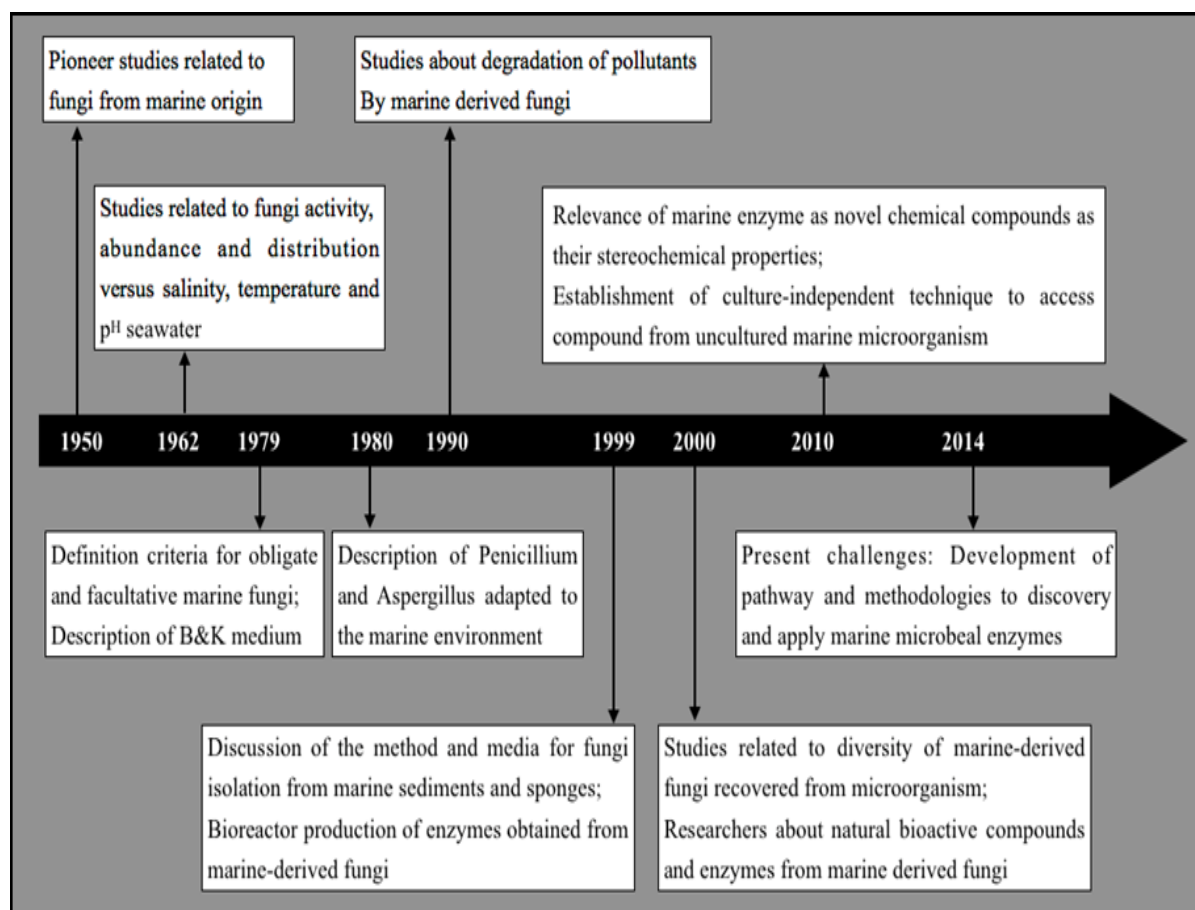 Pioneer studies related to
fungi from marine origin
Studies about degradation of pollutants
By marine derived fungi
Studies related to fungi activity,
abundance and distribution
versus salinity, temperature and
pᴴ seawater
Relevance of marine enzyme as novel chemical compounds as
their stereochemical properties;
Establishment of culture-independent technique to access
compound from uncultured marine microorganism
1950 1962 1979 1980 1990 1999 2000 2010 2014
Definition criteria for obligate
and facultative marine fungi;
Description of B&K medium
Description of Penicillium
and Aspergillus adapted to
the marine environment
Present challenges: Development of
pathway and methodologies to discovery
and apply marine microbeal enzymes
Discussion of the method and media for fungi
isolation from marine sediments and sponges;
Bioreactor production of enzymes obtained from
marine-derived fungi
Studies related to diversity of marine-derived
fungi recovered from microorganism;
Researchers about natural bioactive compounds
and enzymes from marine derived fungi